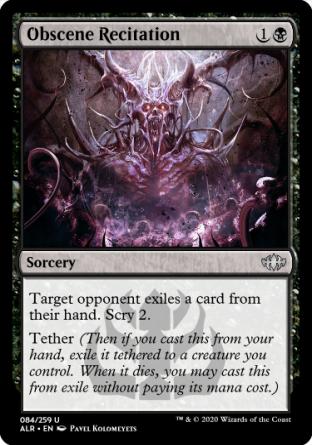 Obscene Recitation 1
Sorcery
Target opponent exiles a card from
their hand. Scry 2.
Tether (Then if you cast this from your
hand, exile it tethered to a creature you
control. When it dies, you may cast this
from exile without paying its mana cost.)
084/259 U
ALR • EN PAVEL KOLOMEYETS
™ & © 2020 Wizards of the Coast